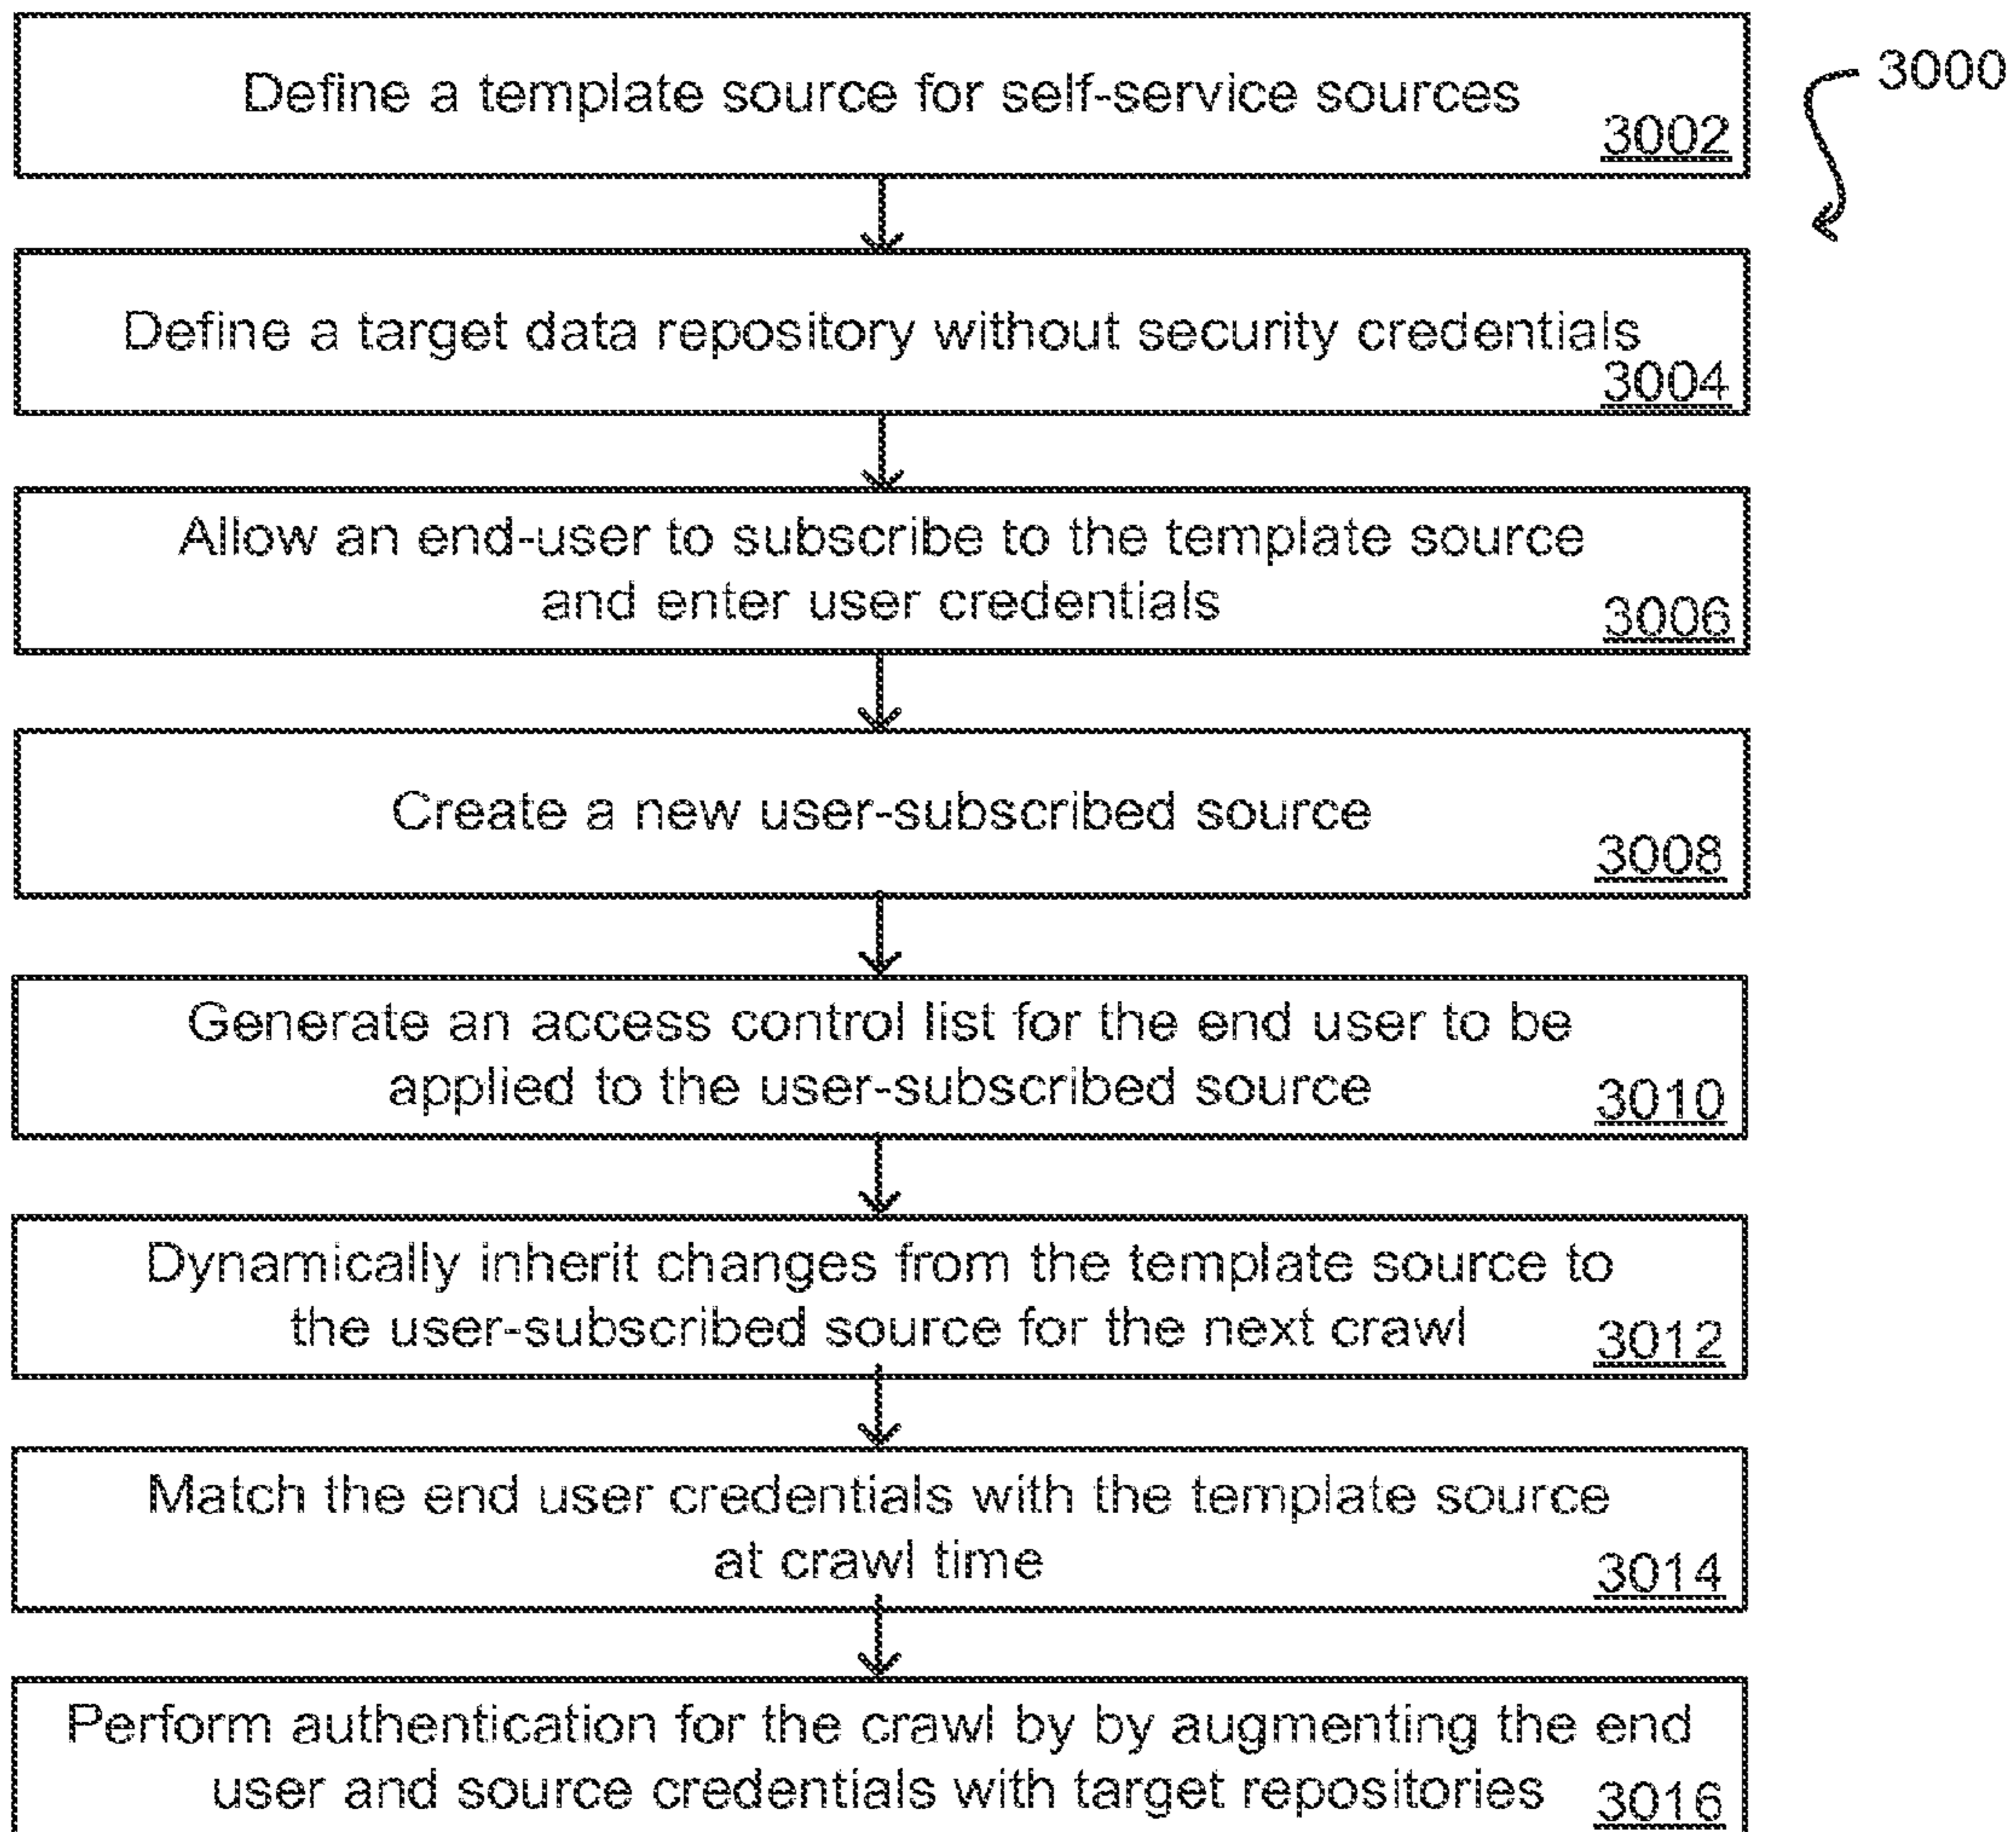 Define a template source for self-service sources
3002
3000
Define a target data repository without security credentials
3004
Allow an end-user to subscribe to the template source
and enter user credentials
3006
Create a new user-subscribed source
3008
Generate an access control list for the end user to be
applied to the user-subscribed source
3010
Dynamically inherit changes from the template source to
the user-subscribed source for the next crawl
3012
Match the end user credentials with the template source
at crawl time
3014
Perform authentication for the crawl by by augmenting the end
user and source credentials with target repositories
3016